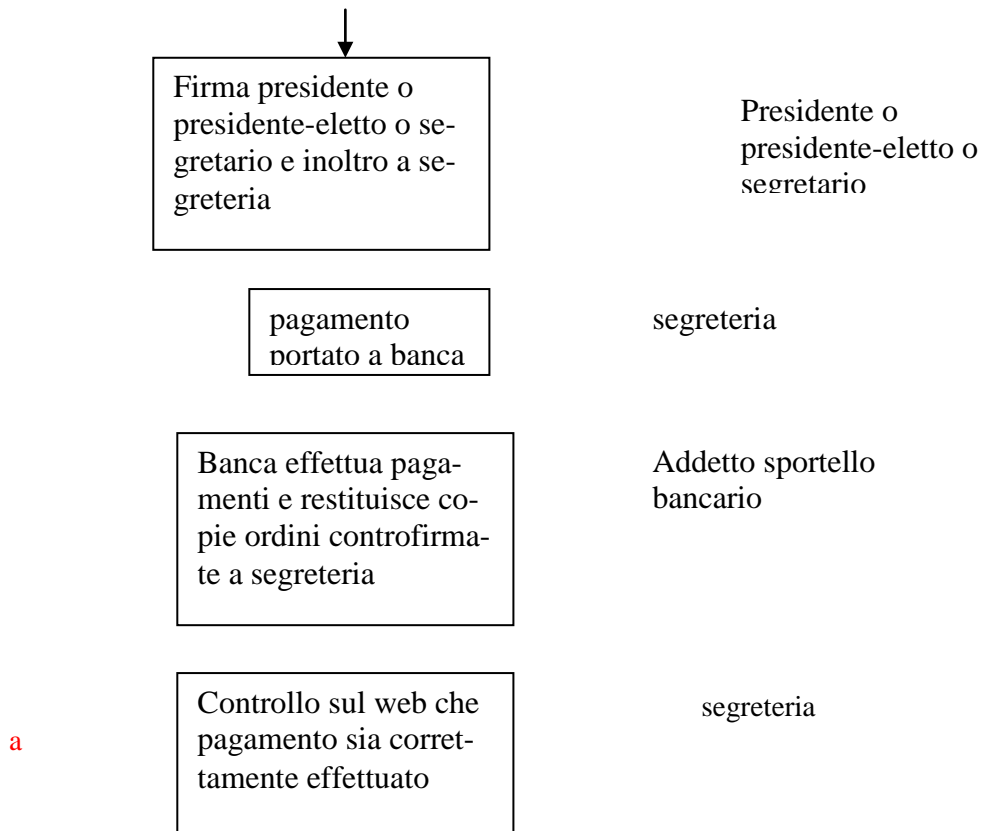 Firma presidente o
presidente-eletto o se-
gretario e inoltro a se-
greteria
Presidente o
presidente-eletto o
segretario
pagamento
portato a banca
segreteria
Banca effettua paga-
menti e restituisce co-
pie ordini controfirma-
te a segreteria
Addetto sportello
bancario
Controllo sul web che
pagamento sia corret-
tamente effettuato
segreteria
a